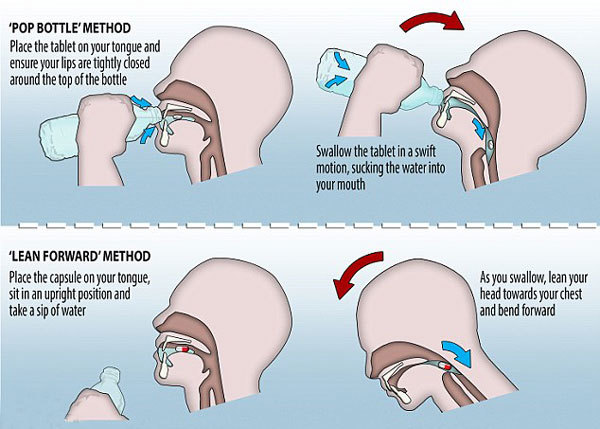 ‘POP BOTTLE’ METHOD
Place the tablet on your tongue and
ensure your lips are tightly closed
around the top of the bottle
Swallow the tablet in a swift
motion, sucking the water into
your mouth
‘LEAN FORWARD’ METHOD
Place the capsule on your tongue,
sit in an upright position and
take a sip of water
As you swallow, lean your
head towards your chest
and bend forward